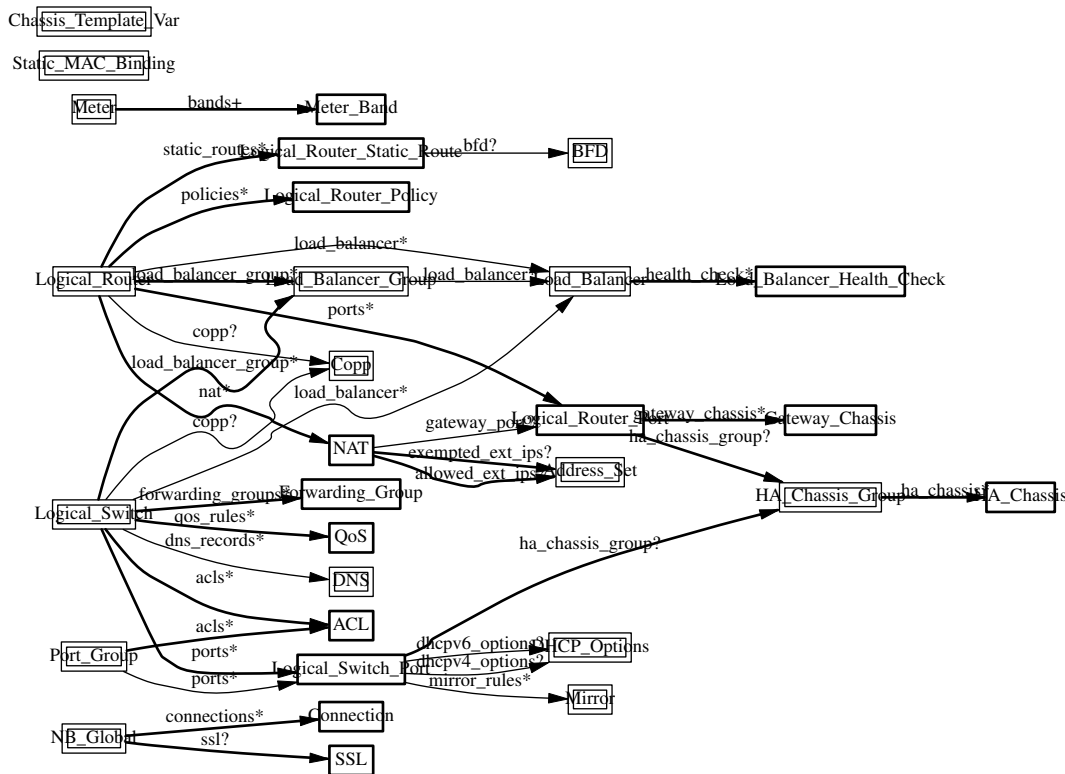 Chassis_Template_Var
Static_MAC_Binding
Meter
bands+
Meter_Band
static_routes*
Logical_Router_Static_Route
bfd?
BFD
policies*
Logical_Router_Policy
load_balancer*
Logical_Router
load_balancer_group*
Load_Balancer_Group
load_balancer*
Load_Balancer
health_check*
Load_Balancer_Health_Check
ports*
copp?
load_balancer_group*
Copp
nat*
load_balancer*
copp?
gateway_port?
Logical_Router_Port
gateway_chassis*
Gateway_Chassis
ha_chassis_group?
NAT
exempted_ext_ips?
allowed_ext_ips?
Address_Set
forwarding_groups*
Forwarding_Group
HA_Chassis_Group
ha_chassis*
HA_Chassis
Logical_Switch
qos_rules*
QoS
dns_records*
ha_chassis_group?
DNS
acls*
ACL
acls*
ports*
Port_Group
ports*
Logical_Switch_Port
dhcpv6_options?
dhcpv4_options?
DHCP_Options
mirror_rules*
Mirror
connections*
Connection
NB_Global
ssl?
SSL